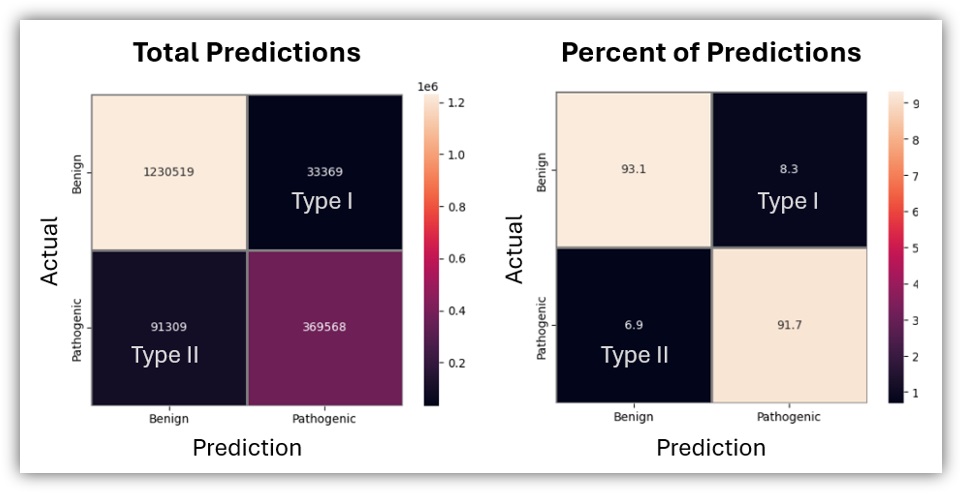 Total Predictions
Percent of Predictions
1e6
Benign
1230519
33369
Type I
Actual
Pathogenic
91309
369568
Type II
1.2
1.0
0.8
0.6
0.4
0.2
Benign
Pathogenic
Prediction
Benign
93.1
8.3
Type I
Actual
Pathogenic
6.9
91.7
Type II
9
8
7
6
5
4
3
2
1
Benign
Pathogenic
Prediction